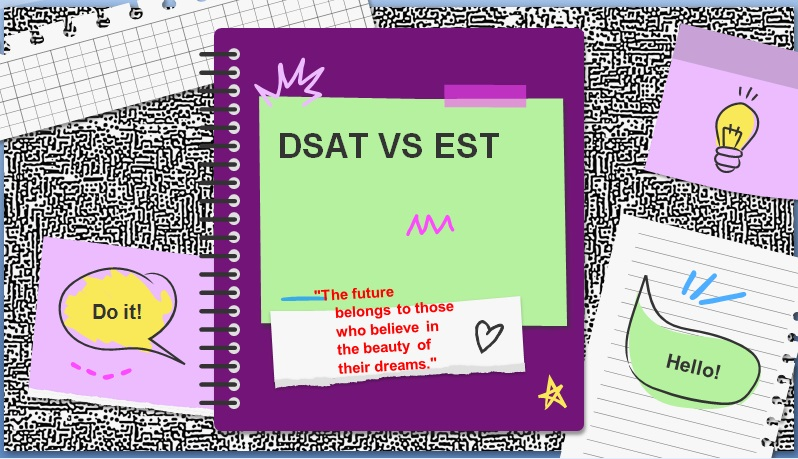 DSAT VS EST
"The future
belongs to those
who believe in
the beauty of
their dreams."
Do it!
Hello!